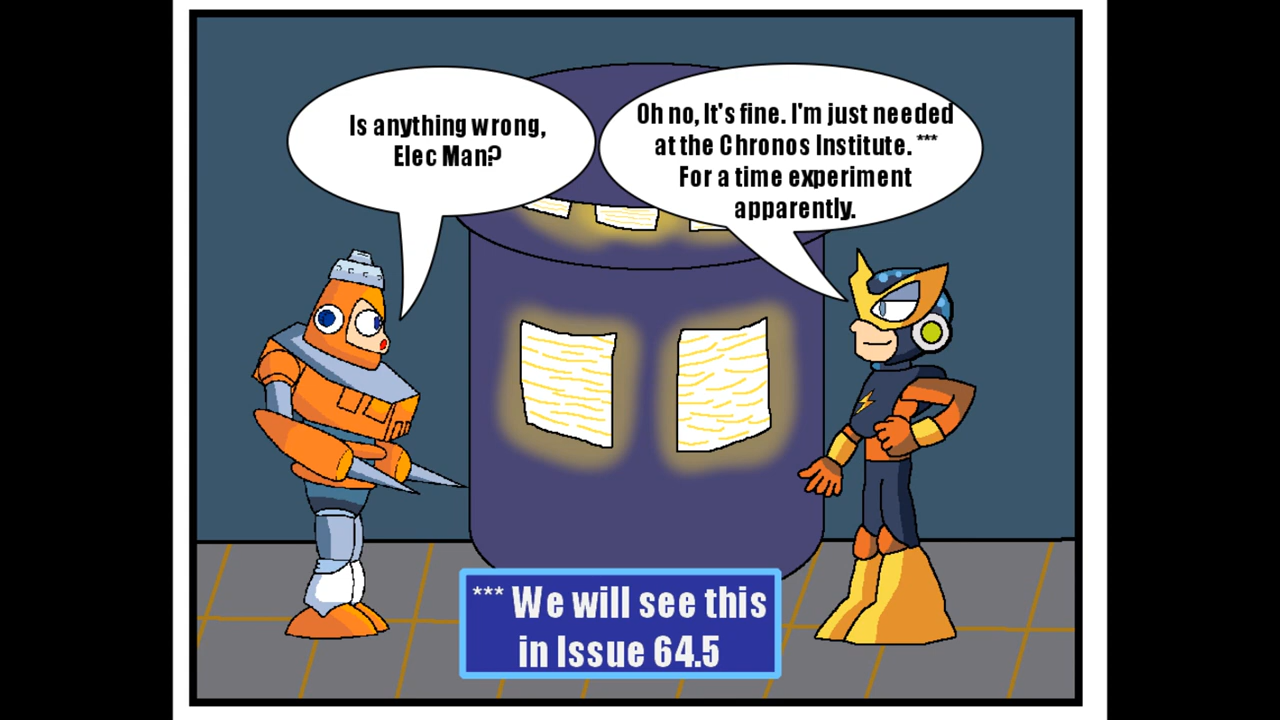 Is anything wrong,
Elec Man?
Oh no, It's fine. I'm just needed
at the Chronos Institute. ***
For a time experiment
apparently.
*** We will see this
in Issue 64.5